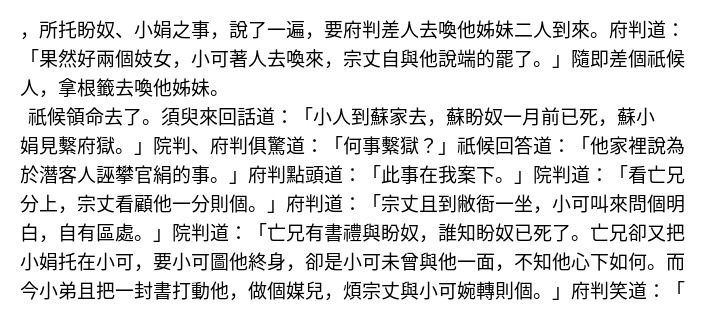 ，所托盼奴、小娟之事，說了一遍，要府判差人去喚他姊妹二人到來。府判道：
「果然好兩個妓女，小可著人去喚來，宗丈自與他說端的罷了。」隨即差個祇候
人，拿根籤去喚他姊妹。
祇候領命去了。須臾來回話道：「小人到蘇家去，蘇盼奴一月前已死，蘇小
娟見繫府獄。」院判、府判俱驚道：「何事繫獄？」祇候回答道：「他家裡說為
於潛客人誣攀官絹的事。」府判點頭道：「此事在我案下。」院判道：「看亡兄
分上，宗丈看顧他一分則個。」府判道：「宗丈且到敝衙一坐，小可叫來問個明
白，自有區處。」院判道：「亡兄有書禮與盼奴，誰知盼奴已死了。亡兄卻又把
小娟托在小可，要小可圖他終身，卻是小可未曾與他一面，不知他心下如何。而
今小弟且把一封書打動他，做個媒兒，煩宗丈與小可婉轉則個。」府判笑道：「